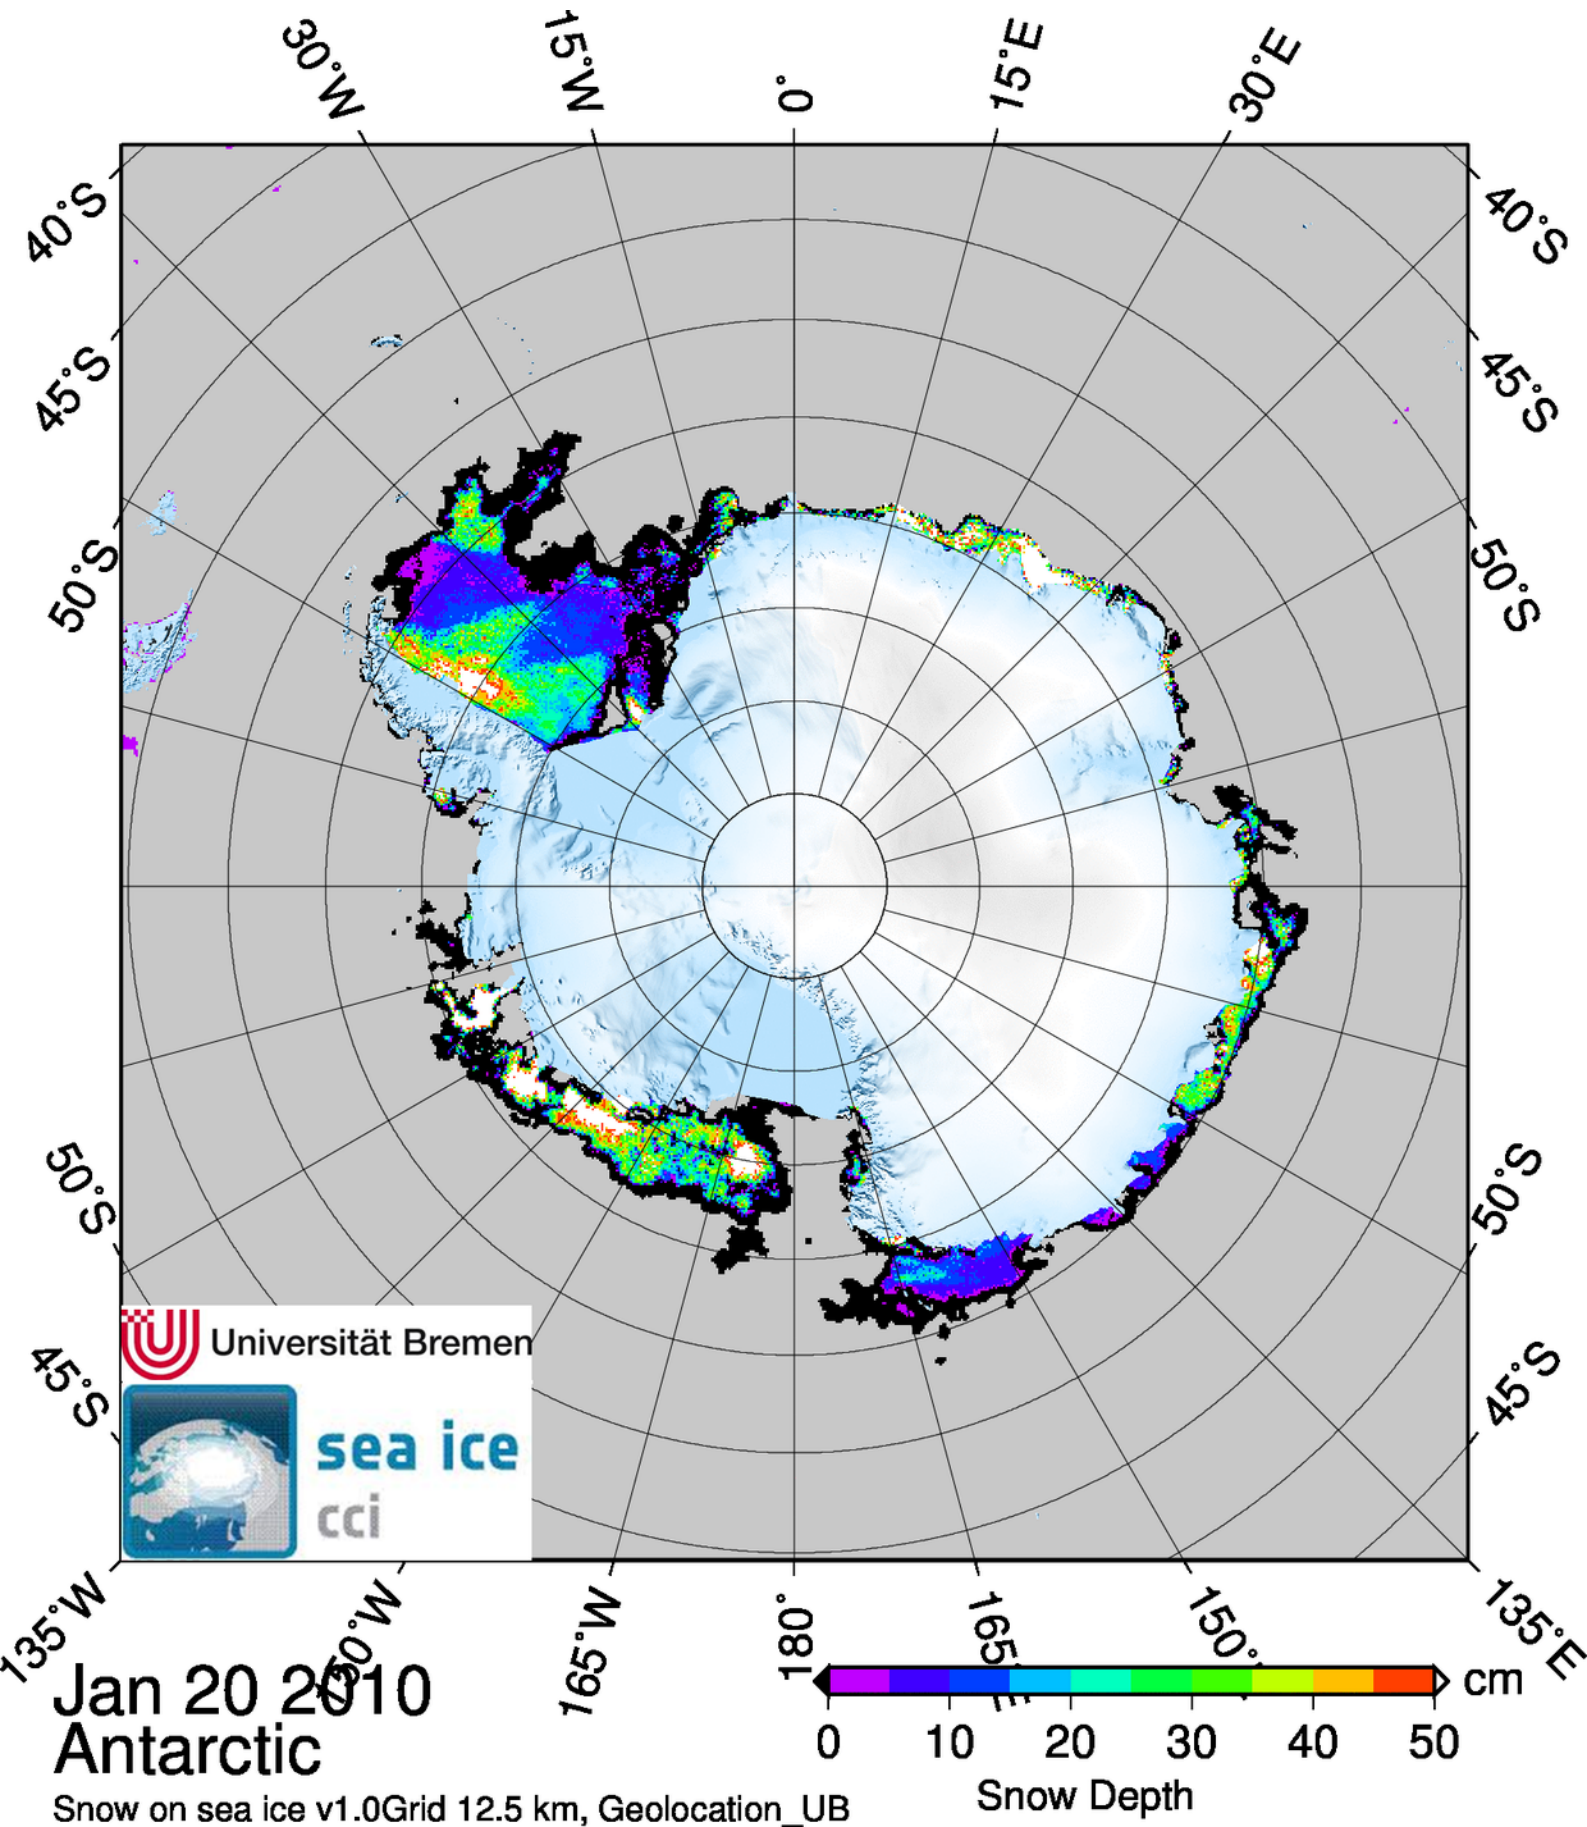 30°W 15°W 0° 15°E 30°E
40°S 40°S
45°S 45°S
50°S 50°S
50°S 50°S
45°S 45°S
Universität Bremen
sea ice
cci
135°W 150°W 165°W 180° 165°E 150° 135°E
Jan 20 2010
Antarctic
Snow on sea ice v1.0Grid 12.5 km, Geolocation_UB
cm
0 10 20 30 40 50
Snow Depth